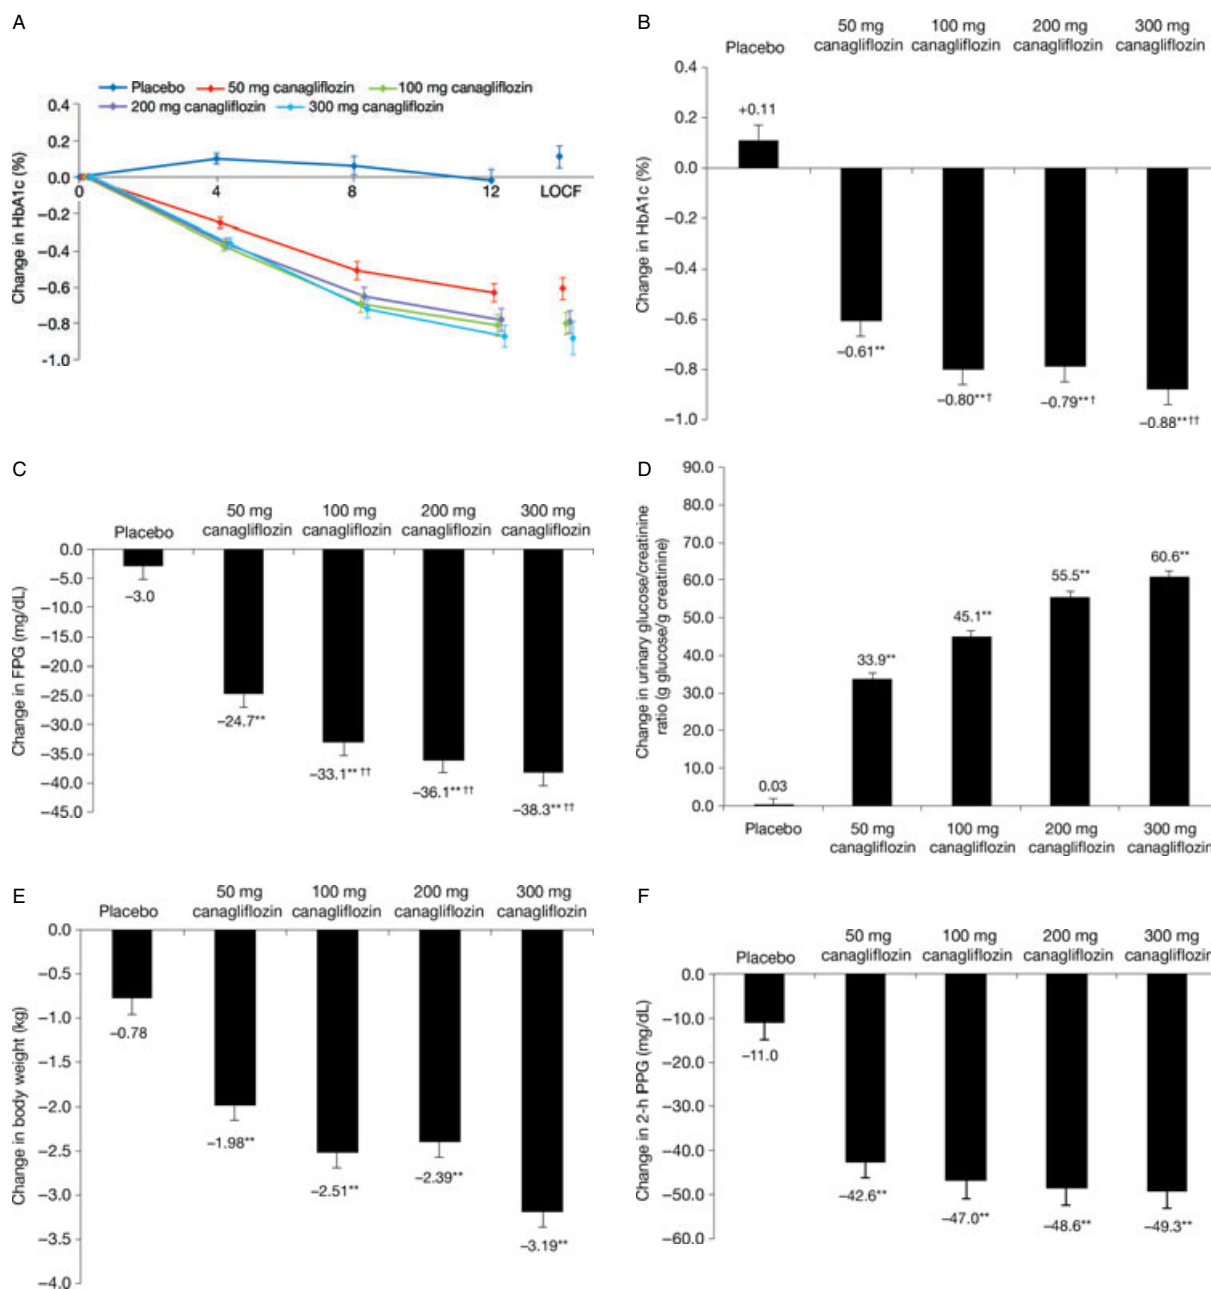 A
Placebo 50 mg canagliflozin 100 mg canagliflozin
200 mg canagliflozin 300 mg canagliflozin
Change in HbA1c (%)
0.4
0.2
0.0
−0.2
−0.4
−0.6
−0.8
-1.0
0 4 8 12 LOCF
B
Placebo
50 mg
canagliflozin
100 mg
canagliflozin
200 mg
canagliflozin
300 mg
canagliflozin
Change in HbA1c (%)
0.4
0.2
0.0
−0.2
−0.4
−0.6
−0.8
−1.0
+0.11
−0.61**
−0.80**†
−0.79**†
−0.88**††
C
Placebo
50 mg
canagliflozin
100 mg
canagliflozin
200 mg
canagliflozin
300 mg
canagliflozin
Change in FPG (mg/dL)
0.0
−5.0
−10.0
−15.0
−20.0
−25.0
−30.0
−35.0
−40.0
−45.0
−3.0
−24.7**
−33.1** ††
−36.1** ††
−38.3** ††
D
Change in urinary glucose/creatinine
ratio (g glucose/g creatinine)
90.0
80.0
70.0
60.0
50.0
40.0
30.0
20.0
10.0
0.0
0.03
33.9**
45.1**
55.5**
60.6**
Placebo
50 mg
canagliflozin
100 mg
canagliflozin
200 mg
canagliflozin
300 mg
canagliflozin
E
Placebo
50 mg
canagliflozin
100 mg
canagliflozin
200 mg
canagliflozin
300 mg
canagliflozin
Change in body weight (kg)
0.0
−0.5
−1.0
−1.5
−2.0
−2.5
−3.0
−3.5
−4.0
−0.78
−1.98**
−2.51**
−2.39**
−3.19**
F
Placebo
50 mg
canagliflozin
100 mg
canagliflozin
200 mg
canagliflozin
300 mg
canagliflozin
Change in 2-h PPG (mg/dL)
0.0
−10.0
−20.0
−30.0
−40.0
−50.0
−60.0
−11.0
−42.6**
−47.0**
−48.6**
−49.3**